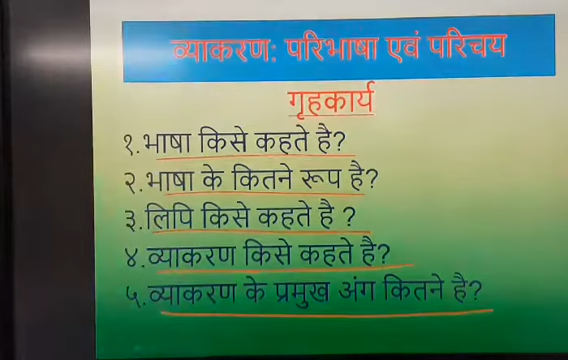 व्याकरण: परिभाषा एवं परिचय
गृहकार्य
१.भाषा किसे कहते है?
२.भाषा के कितने रूप है?
३.लिपि किसे कहते है ?
४.व्याकरण किसे कहते है?
५.व्याकरण के प्रमुख अंग कितने है?